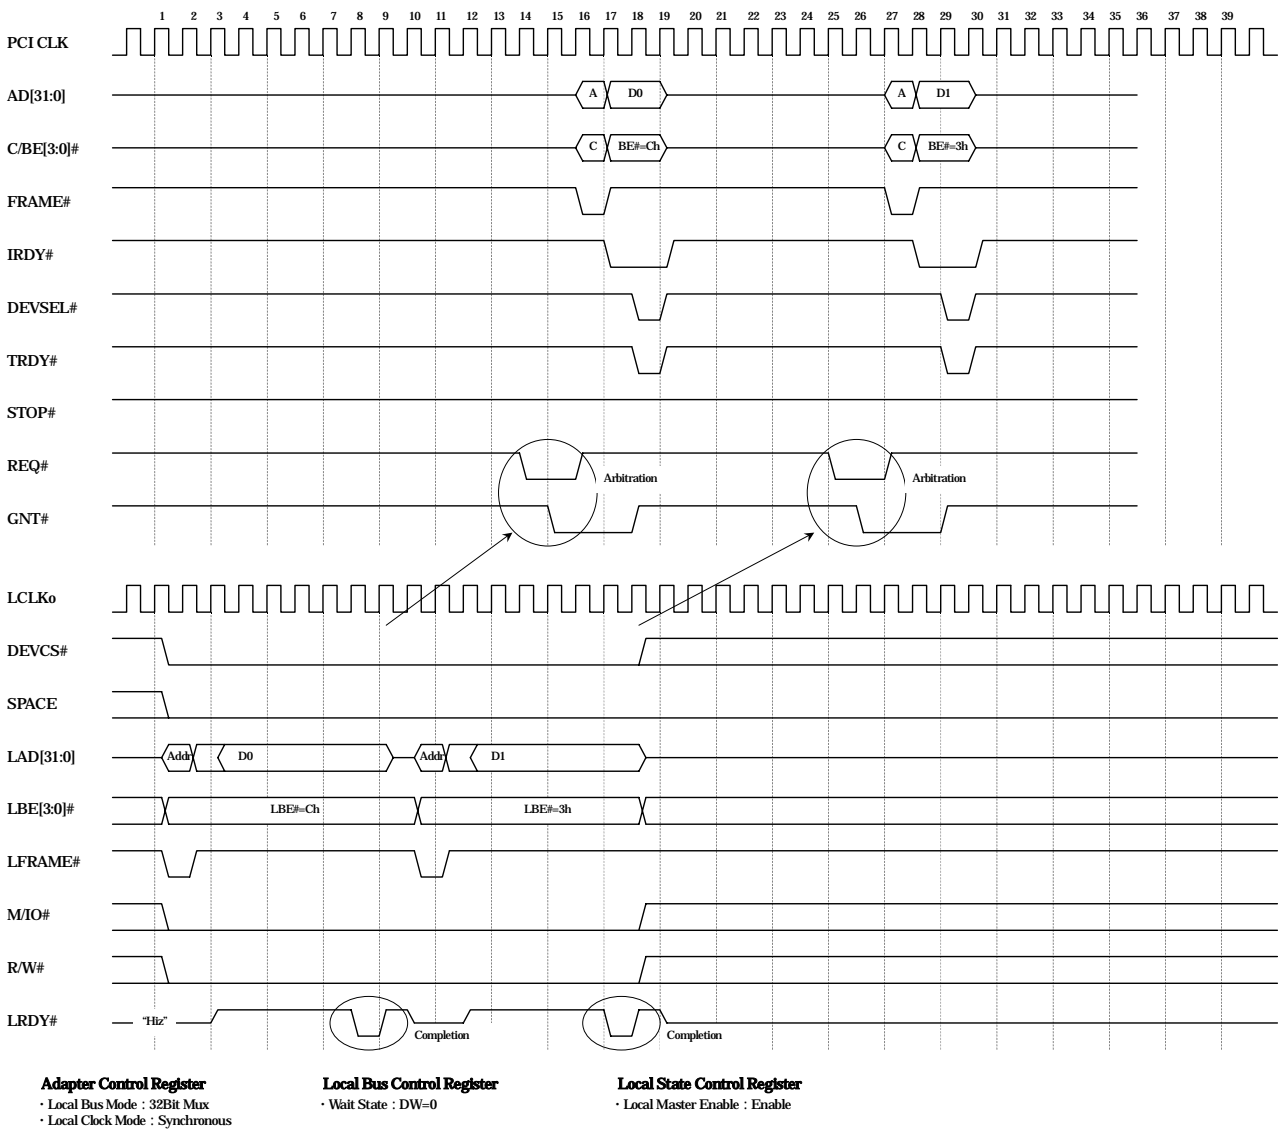 1 2 3 4 5 6 7 8 9 10 11 12 13 14 15 16 17 18 19 20 21 22 23 24 25 26 27 28 29 30 31 32 33 34 35 36 37 38 39
PCI CLK
AD[31:0] A D0 A D1
C/BE[3:0]# C BE#=Ch C BE#=3h
FRAME#
IRDY#
DEVSEL#
TRDY#
STOP#
REQ#
Arbitration Arbitration
GNT#
LCLKo
DEVCS#
SPACE
LAD[31:0] Addr D0 Addr D1
LBE[3:0]# LBE#=Ch LBE#=3h
LFRAME#
M/IO#
R/W#
LRDY# "Hiz"
Completion Completion
Adapter Control Register Local Bus Control Register Local State Control Register
・Local Bus Mode : 32Bit Mux ・Wait State : DW=0 ・Local Master Enable : Enable
・Local Clock Mode : Synchronous